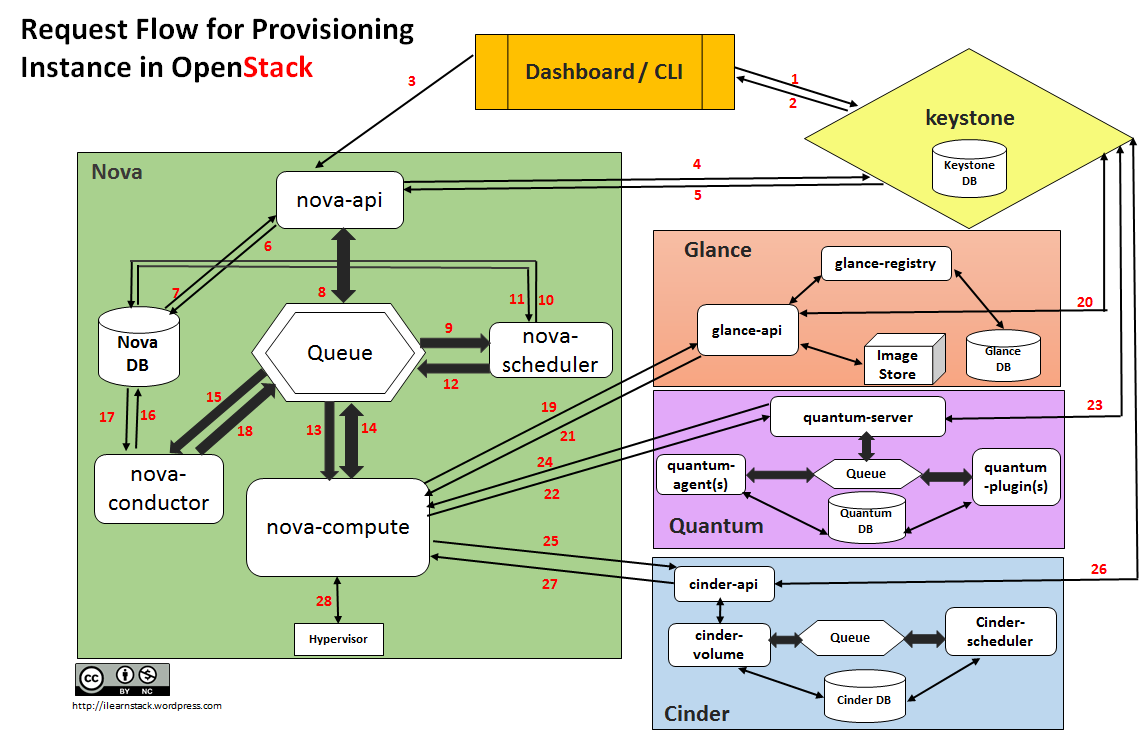 Request Flow for Provisioning
Instance in OpenStack
Dashboard / CLI
1
2
3
keystone
Keystone
DB
Nova
nova-api
4
5
6
7
8
Nova
DB
Queue
9
10
11
12
nova-
scheduler
13
14
15
16
17
18
nova-
conductor
nova-compute
28
Hypervisor
19
21
24
22
25
27
Glance
glance-registry
glance-api
20
Image
Store
Glance
DB
quantum-server
23
quantum-
agent(s)
Queue
quantum
-plugin(s)
Quantum
DB
Quantum
cinder-api
26
cinder-
volume
Queue
Cinder-
scheduler
Cinder DB
Cinder
cc
BY NC
http://ilearnstack.wordpress.com